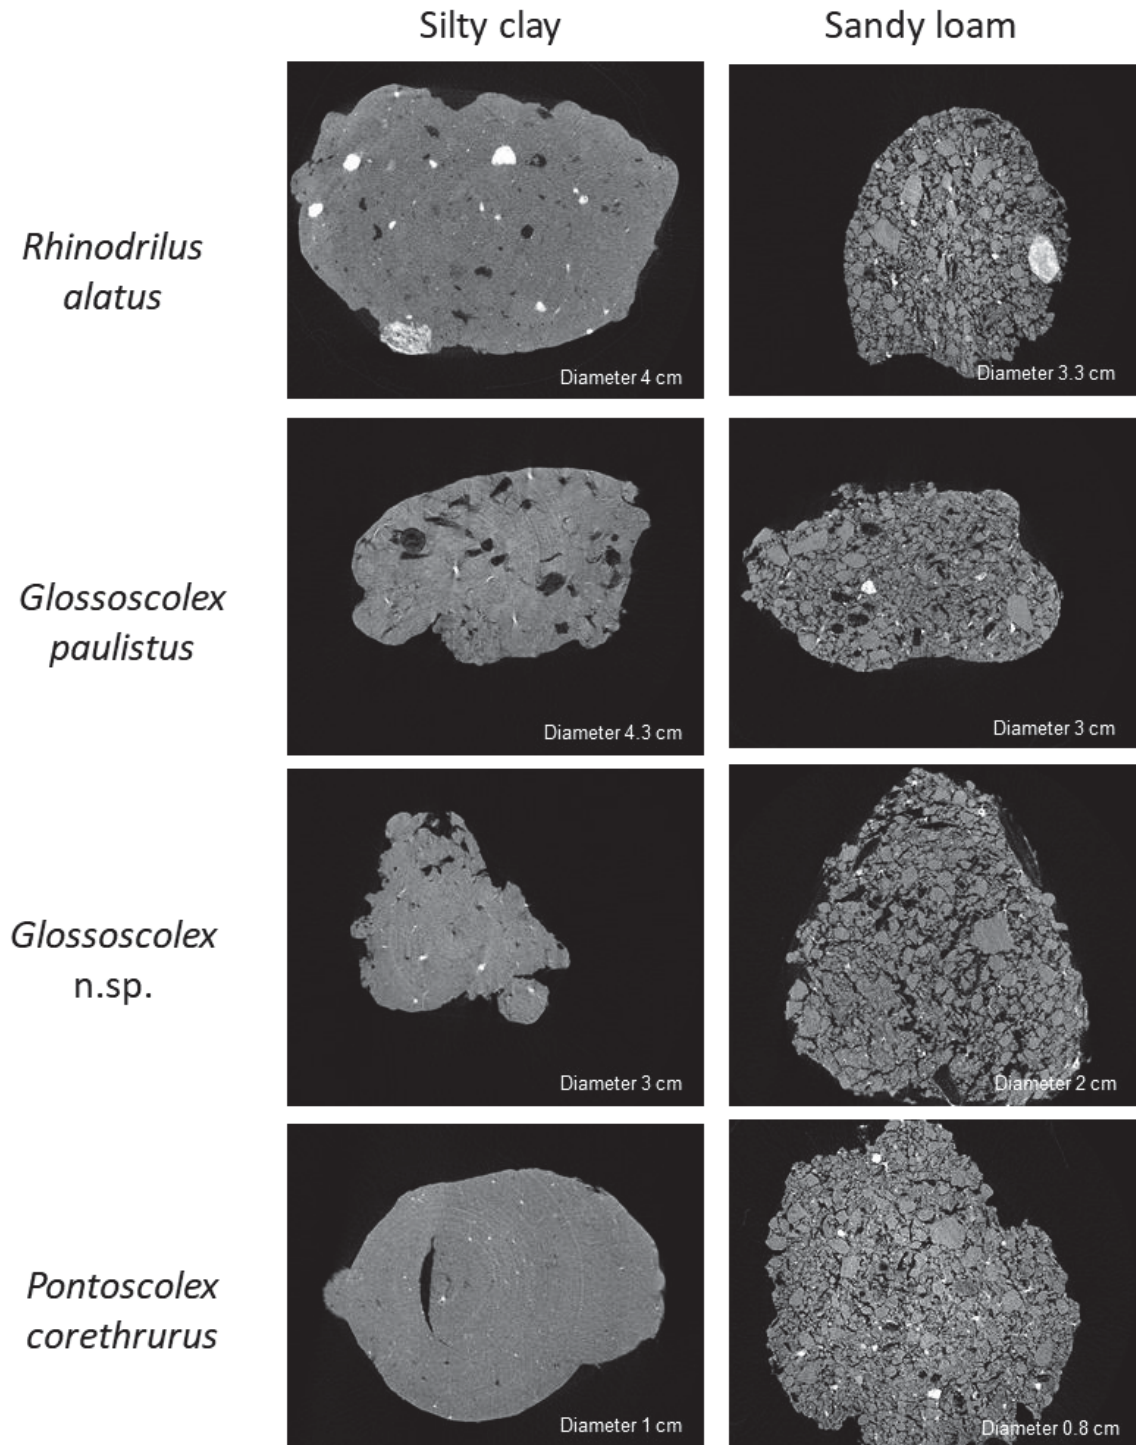 Silty clay
Sandy loam
Rhinodrilus
alatus
Diameter 4 cm
Diameter 3.3 cm
Glossoscolex
paulistus
Diameter 4.3 cm
Diameter 3 cm
Glossoscolex
n.sp.
Diameter 3 cm
Diameter 2 cm
Pontoscolex
corethrurus
Diameter 1 cm
Diameter 0.8 cm